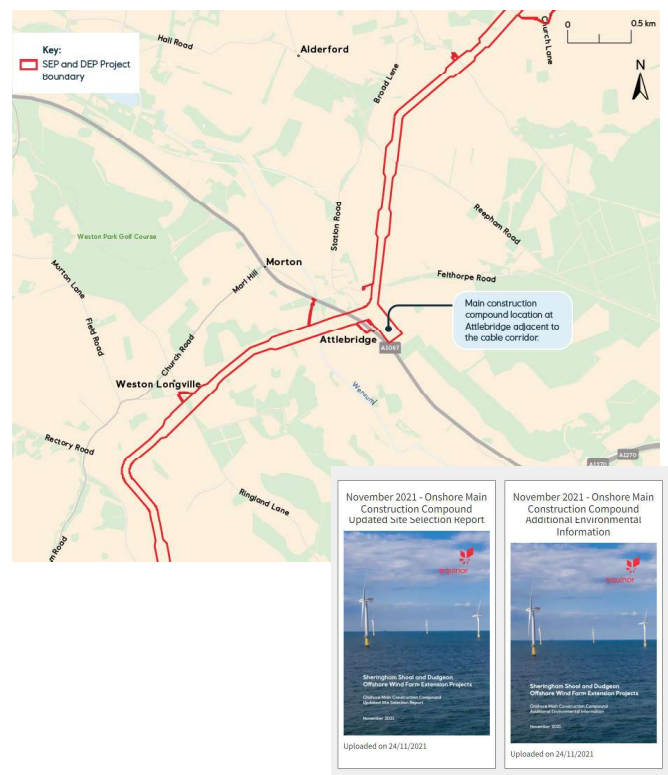 Key:
SEP and DEP Project
Boundary
0
0.5 km
N
Hall Road
Alderford
Church Lane
Broad Lane
Reepham Road
Station Road
Weston Park Golf Course
Morton
Marl Hill
Felthorpe Road
Morton Lane
Field Road
Church Road
Main construction
compound location at
Attlebridge adjacent to
the cable corridor.
Attlebridge
A1067
Weston Longville
Wensum
Rectory Road
A1270
A1270
Ringland Lane
m Road
November 2021 - Onshore Main
Construction Compound
Updated Site Selection Report
equinor
Sheringham Shoal and Dudgeon
Offshore Wind Farm Extension Projects
Onshore Main Construction Compound
Updated Site Selection Report
November 2021
Uploaded on 24/11/2021
November 2021 - Onshore Main
Construction Compound
Additional Environmental
Information
equinor
Sheringham Shoal and Dudgeon
Offshore Wind Farm Extension Projects
Onshore Main Construction Compound
Additional Environmental Information
November 2021
Uploaded on 24/11/2021